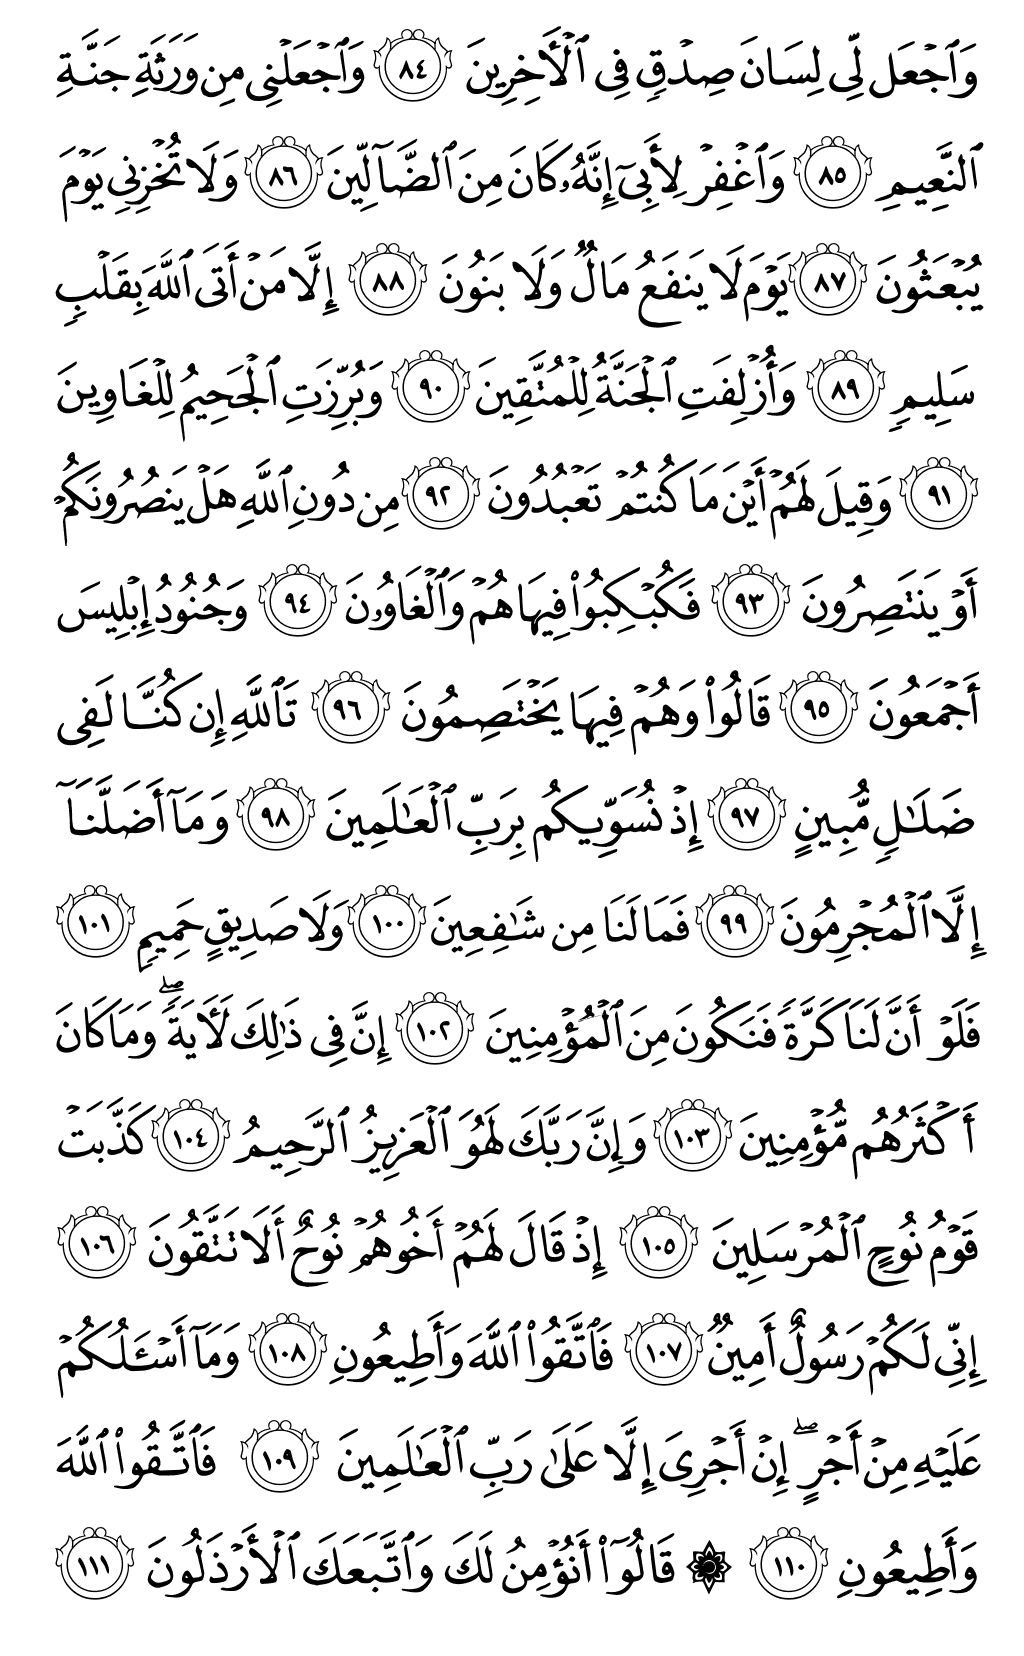 وَٱجۡعَل لِّي لِسَانَ صِدۡقٖ فِي ٱلۡأٓخِرِينَ ٨٤ وَٱجۡعَلۡنِي مِن وَرَثَةِ جَنَّةِ
ٱلنَّعِيمِ ٨٥ وَٱغۡفِرۡ لِأَبِيٓ إِنَّهُۥ كَانَ مِنَ ٱلضَّآلِّينَ ٨٦ وَلَا تُخۡزِنِي يَوۡمَ
يُبۡعَثُونَ ٨٧ يَوۡمَ لَا يَنفَعُ مَالٞ وَلَا بَنُونَ ٨٨ إِلَّا مَنۡ أَتَى ٱللَّهَ بِقَلۡبٖ
سَلِيمٖ ٨٩ وَأُزۡلِفَتِ ٱلۡجَنَّةُ لِلۡمُتَّقِينَ ٩٠ وَبُرِّزَتِ ٱلۡجَحِيمُ لِلۡغَاوِينَ
٩١ وَقِيلَ لَهُمۡ أَيۡنَ مَا كُنتُمۡ تَعۡبُدُونَ ٩٢ مِن دُونِ ٱللَّهِ هَلۡ يَنصُرُونَكُمۡ
أَوۡ يَنتَصِرُونَ ٩٣ فَكُبۡكِبُواْ فِيهَا هُمۡ وَٱلۡغَاوُۥنَ ٩٤ وَجُنُودُ إِبۡلِيسَ
أَجۡمَعُونَ ٩٥ قَالُواْ وَهُمۡ فِيهَا يَخۡتَصِمُونَ ٩٦ تَٱللَّهِ إِن كُنَّا لَفِي
ضَلَٰلٖ مُّبِينٍ ٩٧ إِذۡ نُسَوِّيكُم بِرَبِّ ٱلۡعَٰلَمِينَ ٩٨ وَمَآ أَضَلَّنَآ
إِلَّا ٱلۡمُجۡرِمُونَ ٩٩ فَمَا لَنَا مِن شَٰفِعِينَ ١٠٠ وَلَا صَدِيقٍ حَمِيمٖ ١٠١
فَلَوۡ أَنَّ لَنَا كَرَّةٗ فَنَكُونَ مِنَ ٱلۡمُؤۡمِنِينَ ١٠٢ إِنَّ فِي ذَٰلِكَ لَأٓيَةٗۖ وَمَا كَانَ
أَكۡثَرُهُم مُّؤۡمِنِينَ ١٠٣ وَإِنَّ رَبَّكَ لَهُوَ ٱلۡعَزِيزُ ٱلرَّحِيمُ ١٠٤ كَذَّبَتۡ
قَوۡمُ نُوحٍ ٱلۡمُرۡسَلِينَ ١٠٥ إِذۡ قَالَ لَهُمۡ أَخُوهُمۡ نُوحٌ أَلَا تَتَّقُونَ ١٠٦
إِنِّي لَكُمۡ رَسُولٌ أَمِينٞ ١٠٧ فَٱتَّقُواْ ٱللَّهَ وَأَطِيعُونِ ١٠٨ وَمَآ أَسۡـَٔلُكُمۡ
عَلَيۡهِ مِنۡ أَجۡرٍۖ إِنۡ أَجۡرِيَ إِلَّا عَلَىٰ رَبِّ ٱلۡعَٰلَمِينَ ١٠٩ فَٱتَّقُواْ ٱللَّهَ
وَأَطِيعُونِ ١١٠ ۞ قَالُوٓاْ أَنُؤۡمِنُ لَكَ وَٱتَّبَعَكَ ٱلۡأَرۡذَلُونَ ١١١